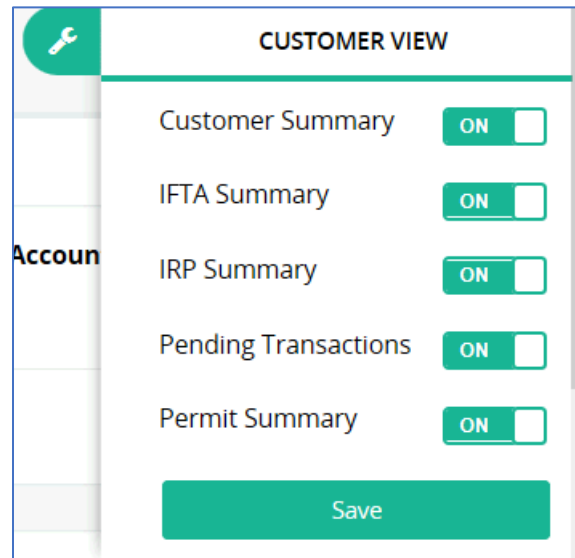 CUSTOMER VIEW
Customer Summary ON
IFTA Summary ON
Accoun
IRP Summary ON
Pending Transactions ON
Permit Summary ON
Save